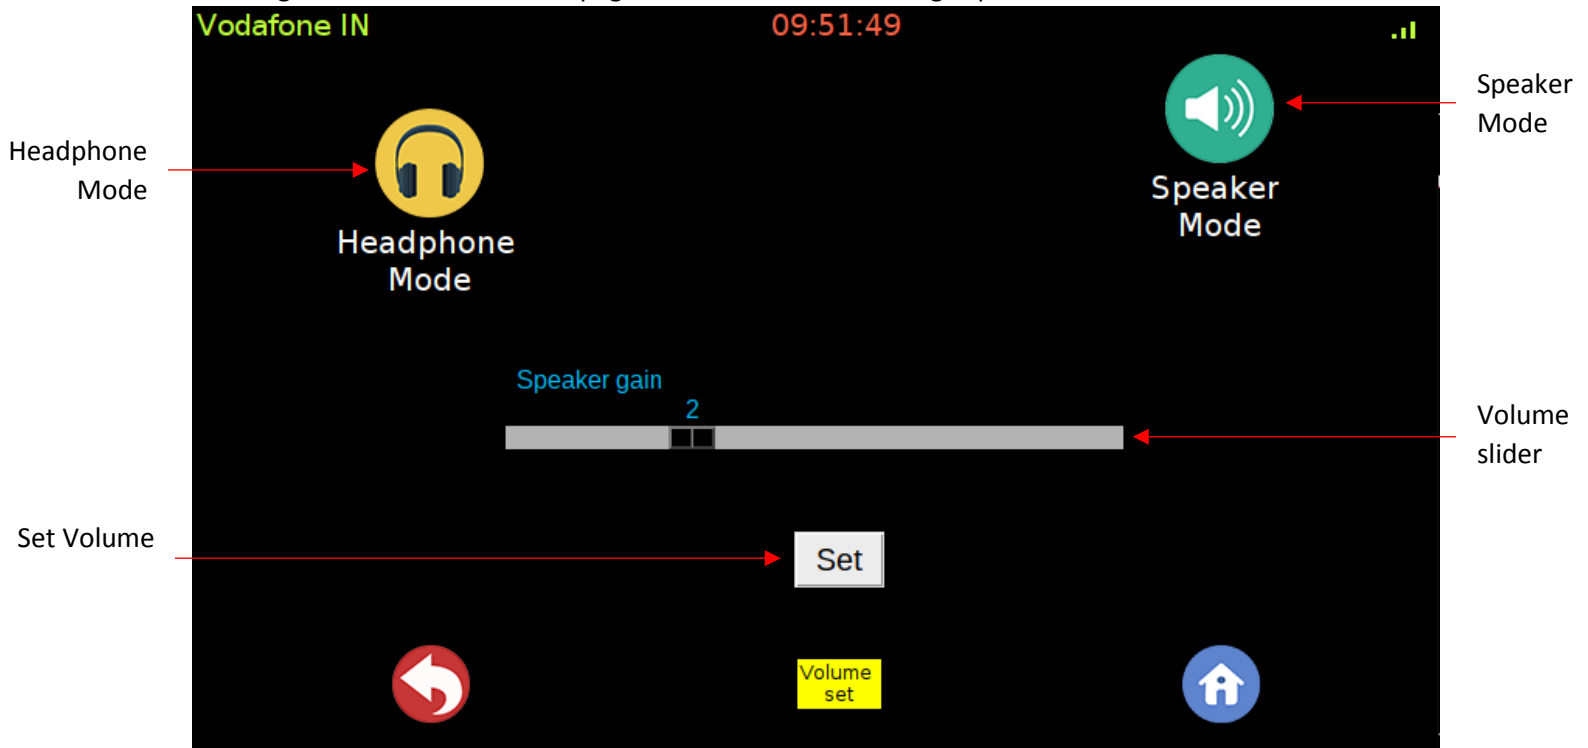 Vodafone IN
09:51:49
Speaker
Mode
Headphone
Mode
Speaker
Mode
Headphone
Mode
Speaker gain
2
Volume
slider
Set Volume
Set
Volume
set